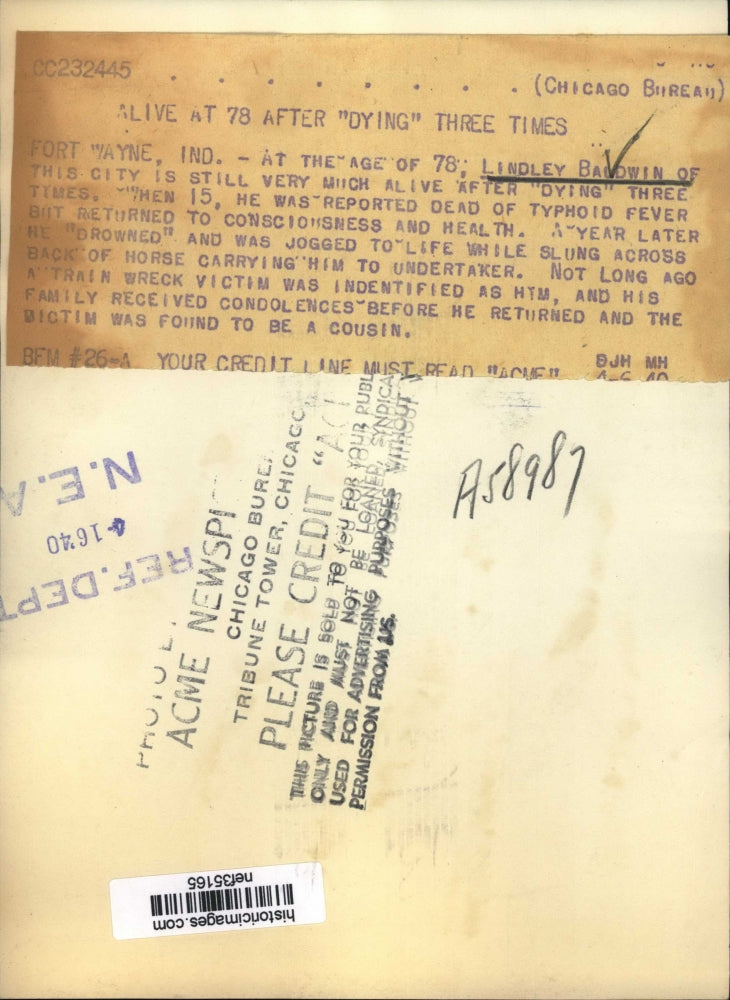 CC232445
(CHICAGO BUREAU)
ALIVE AT 78 AFTER "DYING" THREE TIMES
FORT WAYNE, IND. - AT THE AGE OF 78, LINDLEY BALDWIN OF
THIS CITY IS STILL VERY MUCH ALIVE AFTER "DYING" THREE
TIMES. WHEN 15, HE WAS REPORTED DEAD OF TYPHOID FEVER
BUT RETURNED TO CONSCIOUSNESS AND HEALTH. A YEAR LATER
HE "DROWNED" AND WAS JOGGED TO LIFE WHILE SLUNG ACROSS
BACK OF HORSE CARRYING HIM TO UNDERTAKER. NOT LONG AGO
A TRAIN WRECK VICTIM WAS INDENTIFIED AS HIM, AND HIS
FAMILY RECEIVED CONDOLENCES BEFORE HE RETURNED AND THE
VICTIM WAS FOUND TO BE A COUSIN.
BFM #26-A YOUR CREDIT LINE MUST READ "ACME" DJH MH
4-6 40
A58987
N.E.A
4-1640
REF.DEPT
ACME NEWSPI
CHICAGO BURE
TRIBUNE TOWER, CHICAGO
PLEASE CREDIT "AC
THIS PICTURE IS SOLD TO YOU FOR YOUR PUBL
ONLY AND MUST NOT BE LOANED, SYNDICA
USED FOR ADVERTISING PURPOSES WITHOUT
PERMISSION FROM US.
historicimages.com
nef35165